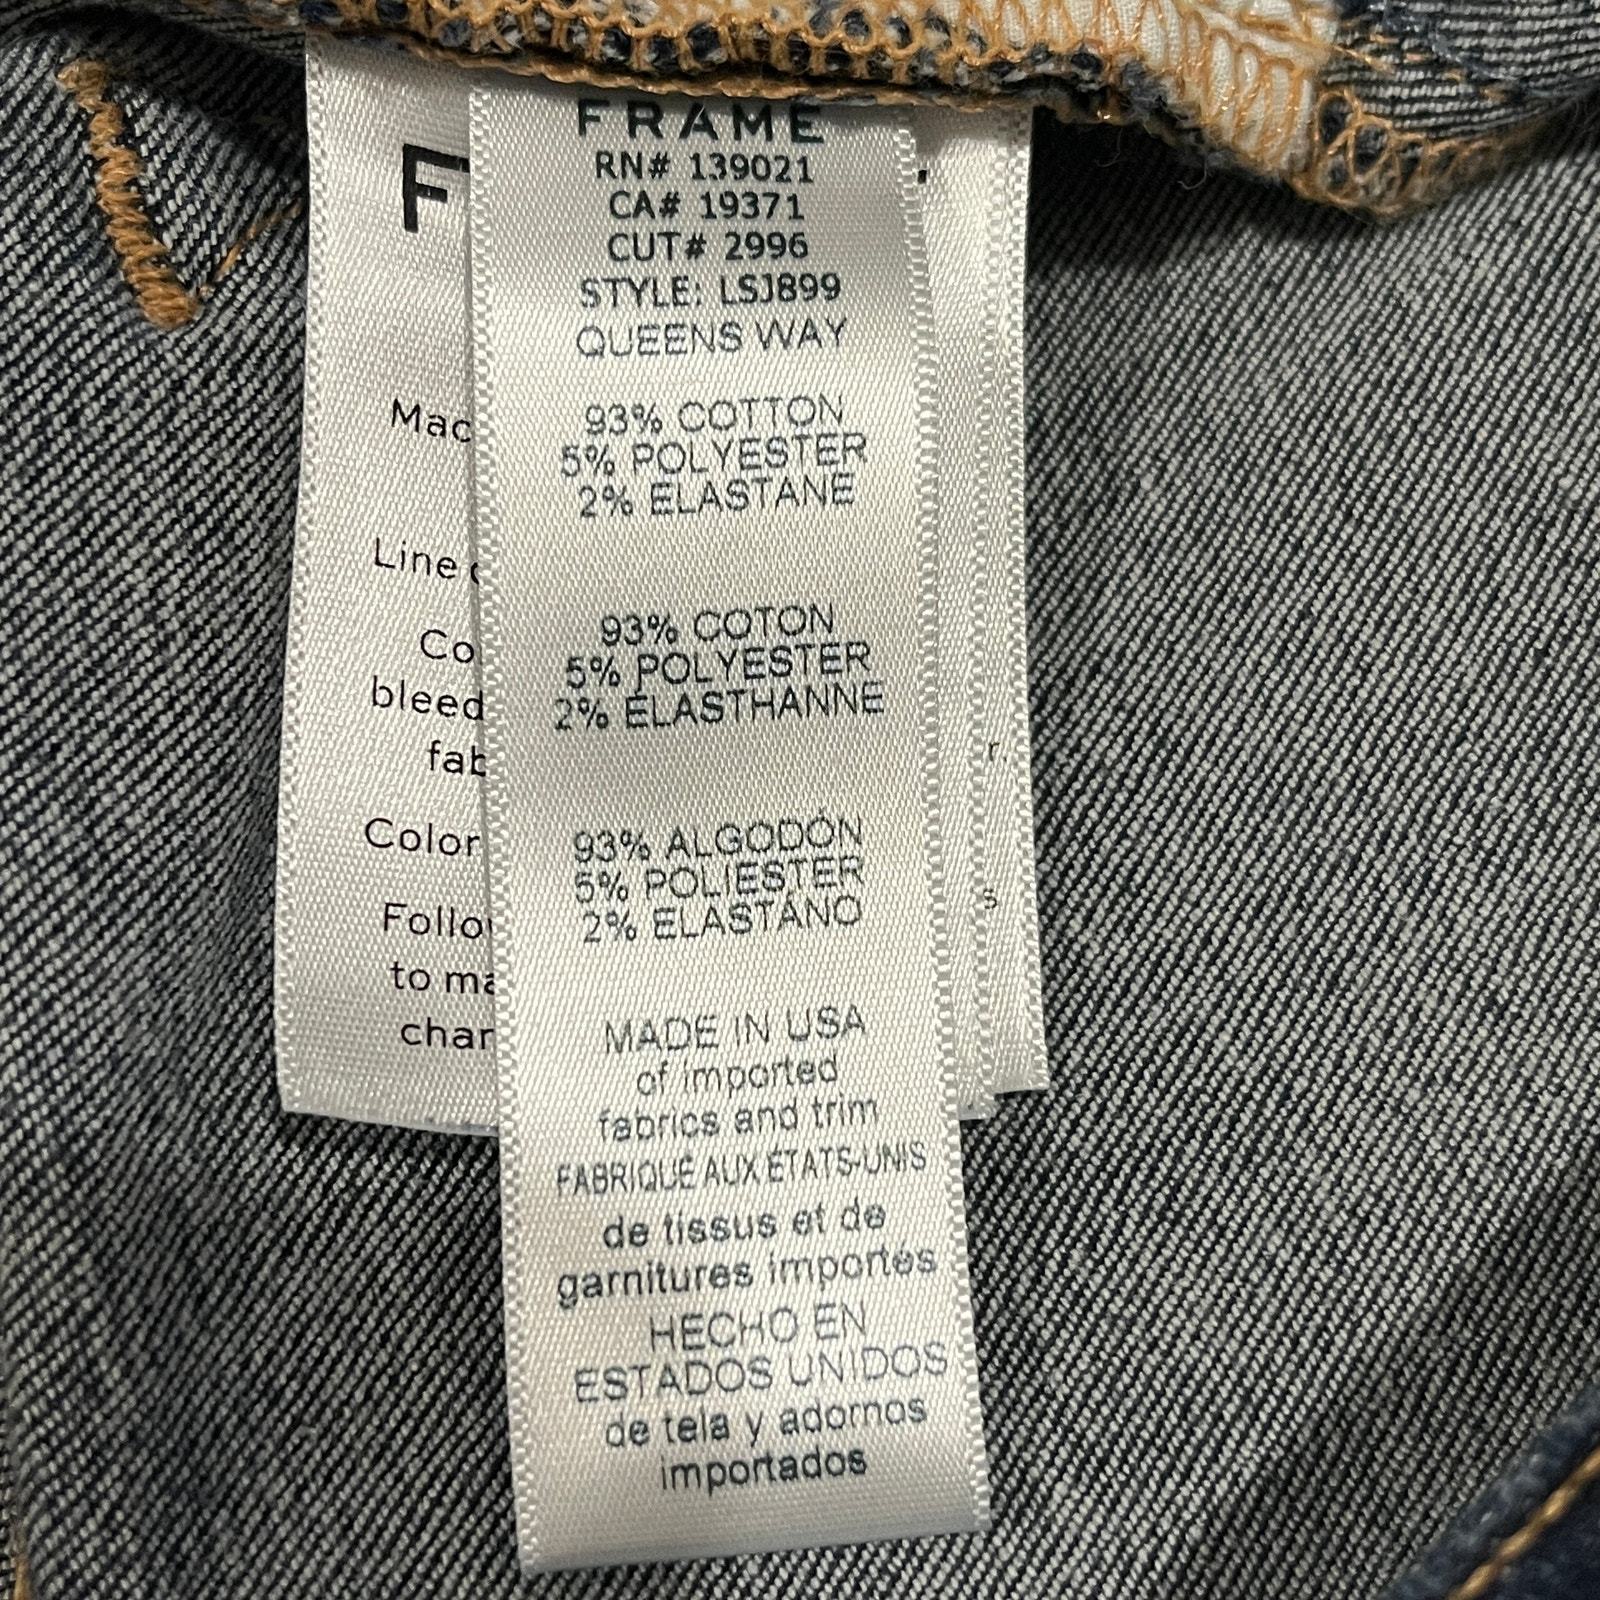 FRAME
RN# 139021
CA# 19371
CUT# 2996
STYLE: LSJ899
QUEENS WAY
93% COTTON
5% POLYESTER
2% ELASTANE
93% COTON
5% POLYESTER
2% ÉLASTHANNE
93% ALGODÓN
5% POLIESTER
2% ELASTANO
MADE IN USA
of imported
fabrics and trim
FABRIQUÉ AUX ÉTATS-UNIS
de tissus et de
garnitures importés
HECHO EN
ESTADOS UNIDOS
de tela y adornos
importados
F
Mac
Line
Co
bleed
fab
Color
Follo
to ma
char
r.
s